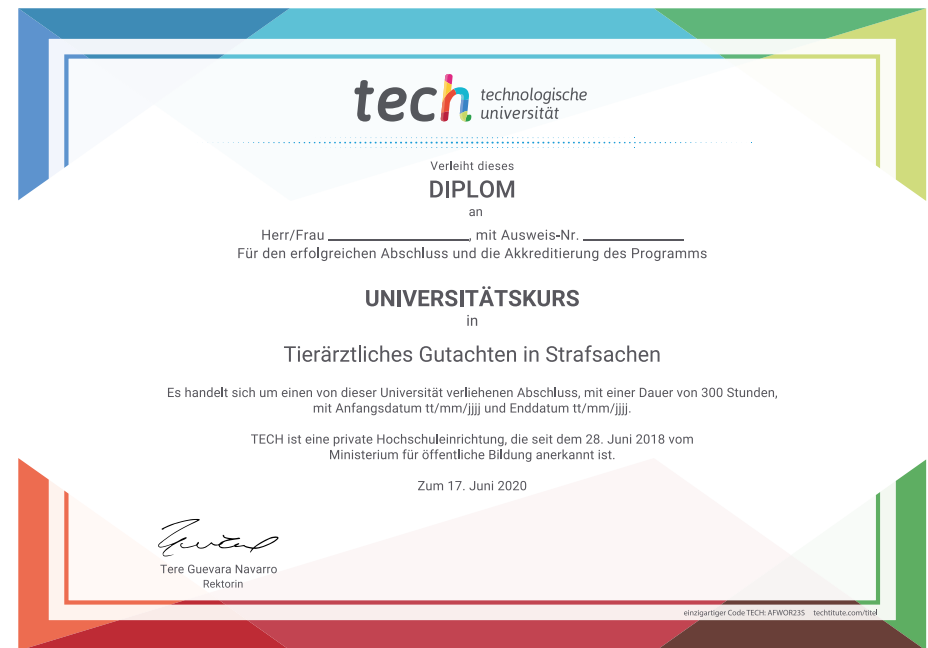 tech technologische
universität
Verleiht dieses
DIPLOM
an
Herr/Frau ____________, mit Ausweis-Nr. ____________
Für den erfolgreichen Abschluss und die Akkreditierung des Programms
UNIVERSITÄTSKURS
in
Tierärztliches Gutachten in Strafsachen
Es handelt sich um einen von dieser Universität verliehenen Abschluss, mit einer Dauer von 300 Stunden,
mit Anfangsdatum tt/mm/jjjj und Enddatum tt/mm/jjjj.
TECH ist eine private Hochschuleinrichtung, die seit dem 28. Juni 2018 vom
Ministerium für öffentliche Bildung anerkannt ist.
Zum 17. Juni 2020
Tere Guevara Navarro
Rektorin
einzigartiger Code TECH: AFWOR23S techtitute.com/titel